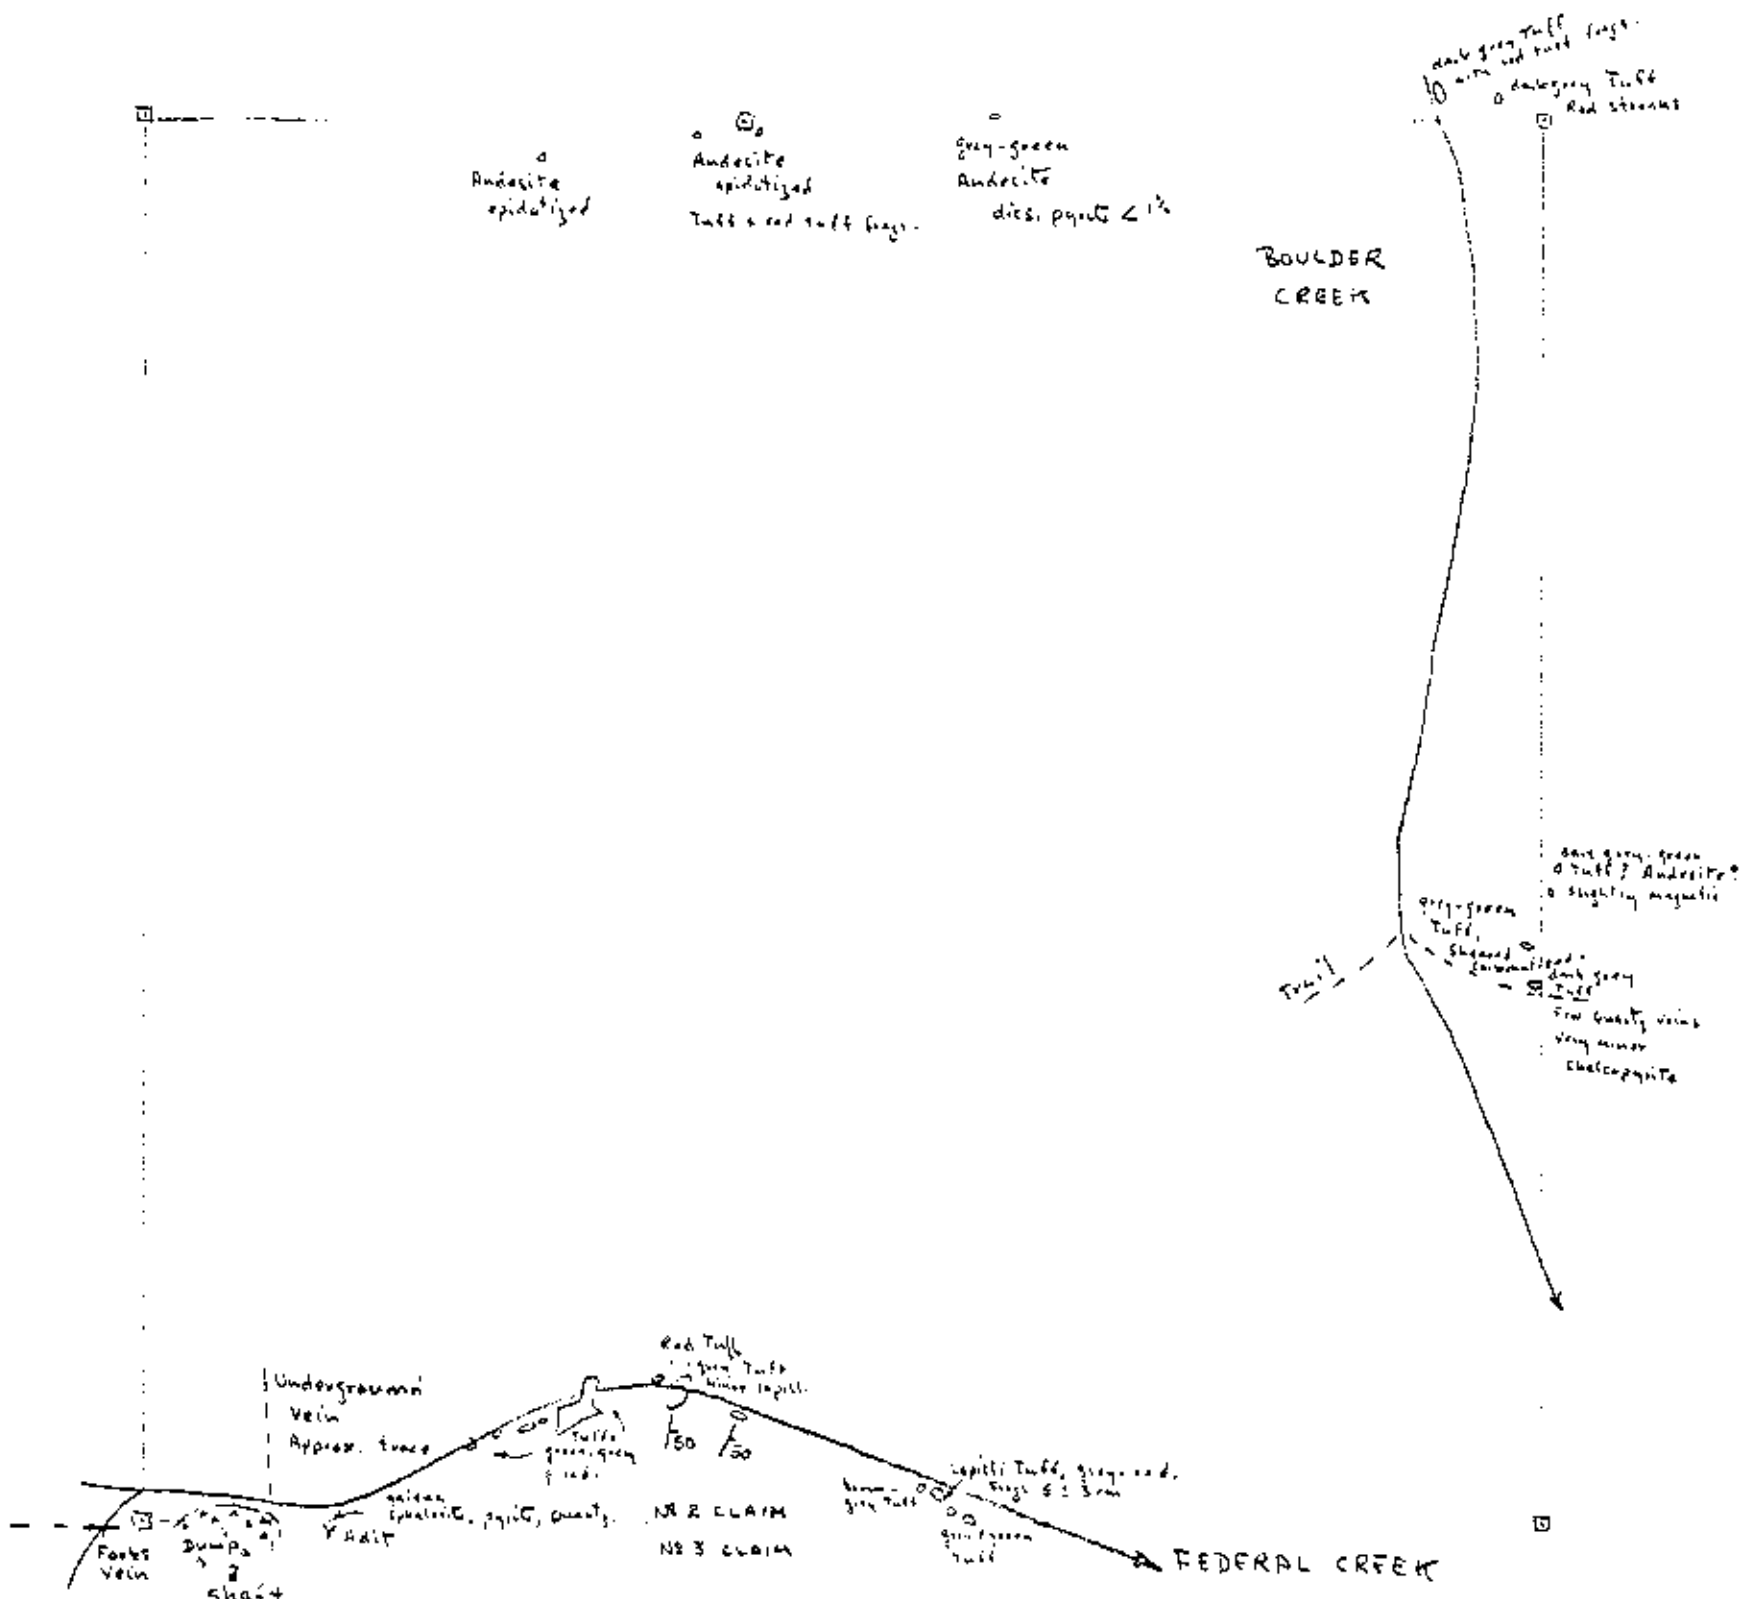 dark grey Tuff
with red tuff frags.
dark grey Tuff
Red streaks
Andesite
epidotized
Andesite
epidotized
Tuff + red tuff frags.
grey-green
Andesite
diss. pyrite < 1%
BOULDER
CREEK
dark grey-green
Tuff? Andesite?
slightly magnetic
grey-green
Tuff,
Sheared
Carbonatized.
Trail
dark grey
Tuff
Few Quartz veins
very minor
Chalcopyrite
Red Tuff
grey Tuff
minor lapilli
Underground
Vein
Approx. trace
Tuffs
green, grey
& red.
50
50
Lapilli Tuff, grey-red.
Frags ≤ 3 cm
grey Tuff
Sphalerite, pyrite, Quartz.
Adit
No 2 CLAIM
No 3 CLAIM
grey green
Tuff
Forks
Vein
Dumps
Shaft
FEDERAL CREEK